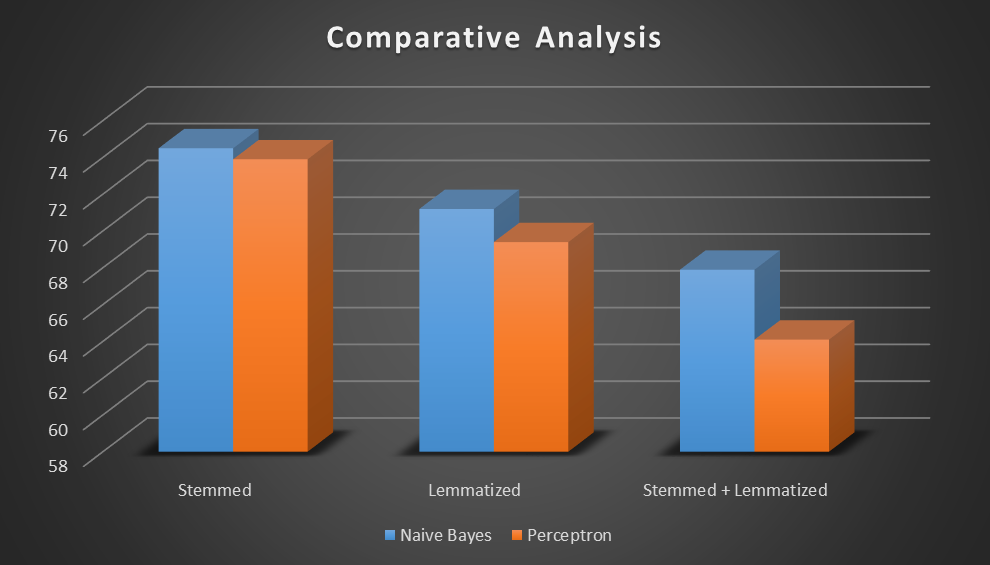 Comparative Analysis
76
74
72
70
68
66
64
62
60
58
Stemmed
Lemmatized
Stemmed + Lemmatized
Naive Bayes
Perceptron